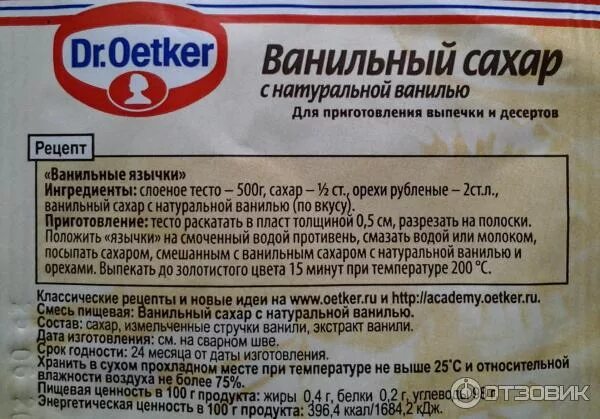 Dr.Oetker
Ванильный сахар
с натуральной ванилью
Для приготовления выпечки и десертов
Рецепт
«Ванильные язычки»
Ингредиенты: слоеное тесто – 500г, сахар – ½ ст., орехи рубленые – 2ст.л.,
ванильный сахар с натуральной ванилью (по вкусу).
Приготовление: тесто раскатать в пласт толщиной 0,5 см, разрезать на полоски.
Положить «язычки» на смоченный водой противень, смазать водой или молоком,
посыпать сахаром, смешанным с ванильным сахаром с натуральной ванилью и
орехами. Выпекать до золотистого цвета 15 минут при температуре 200 °С.
Классические рецепты и новые идеи на www.oetker.ru и http://academy.oetker.ru.
Смесь пищевая: Ванильный сахар с натуральной ванилью.
Состав: сахар, измельченные стручки ванили, экстракт ванили.
Дата изготовления: см. на сварном шве.
Срок годности: 24 месяца от даты изготовления.
Хранить в сухом прохладном месте при температуре не выше 25°С и относительной
влажности воздуха не более 75%.
Пищевая ценность в 100 г продукта: жиры 0,4 г, белки 0,2 г, углеводы
Энергетическая ценность в 100 г продукта: 396,4 ккал/1684,2 кДж.
ОТЗОВИК